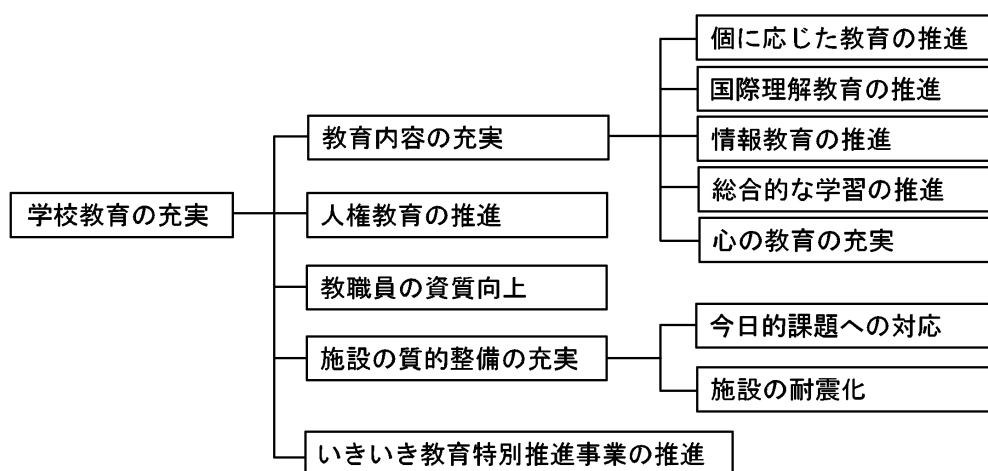 学校教育の充実
教育内容の充実
個に応じた教育の推進
国際理解教育の推進
情報教育の推進
総合的な学習の推進
心の教育の充実
人権教育の推進
教職員の資質向上
施設の質的整備の充実
今日的課題への対応
施設の耐震化
いきいき教育特別推進事業の推進